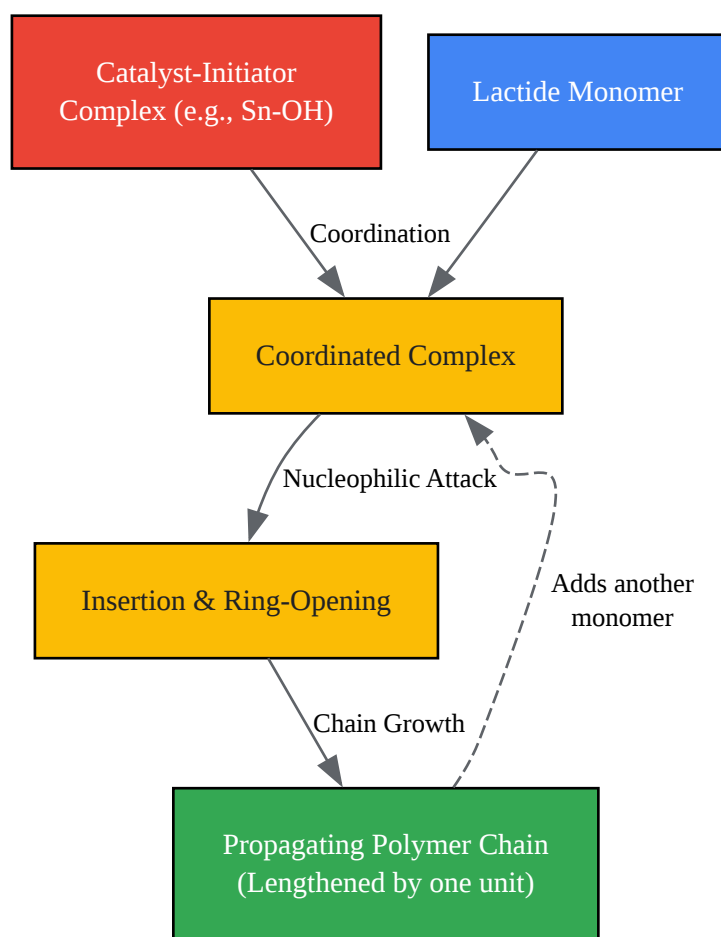 Catalyst-Initiator
Complex (e.g., Sn-OH)
Lactide Monomer
Coordination
Coordinated Complex
Nucleophilic Attack
Insertion & Ring-Opening
Adds another
monomer
Chain Growth
Propagating Polymer Chain
(Lengthened by one unit)